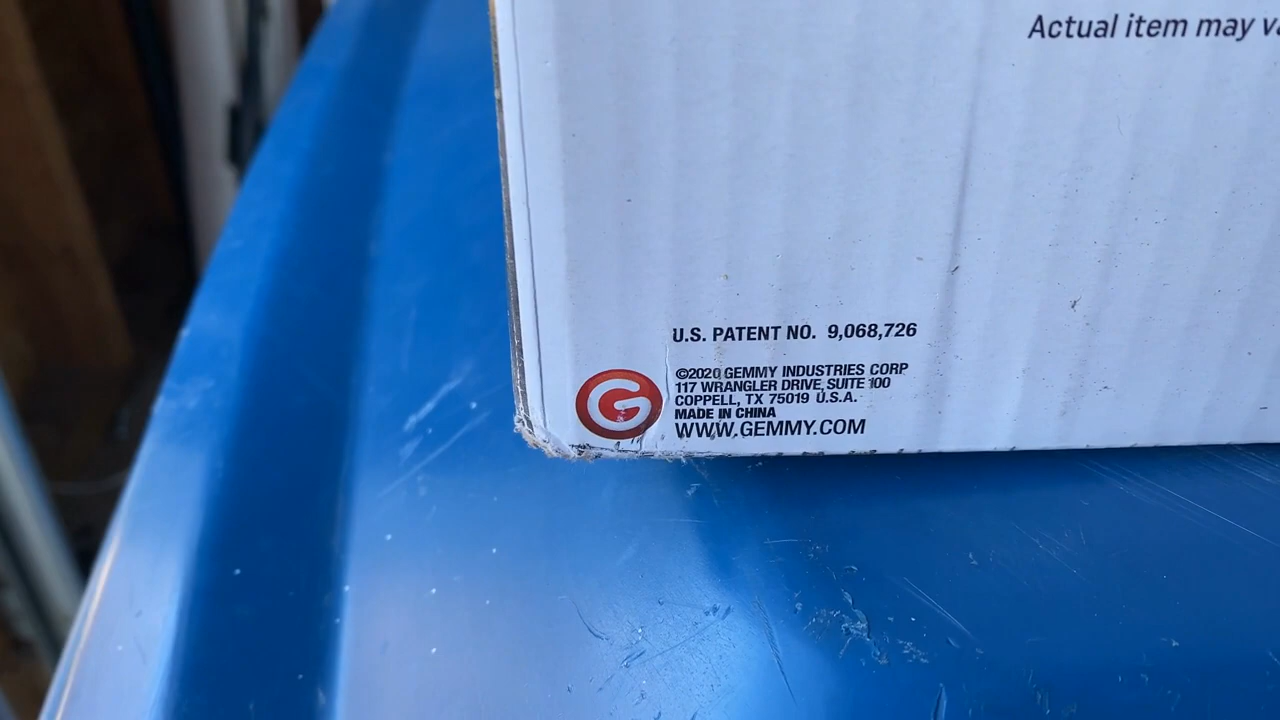 Actual item may
U.S. PATENT NO. 9,068,726
©2020 GEMMY INDUSTRIES CORP
117 WRANGLER DRIVE, SUITE 100
COPPELL, TX 75019 U.S.A.
MADE IN CHINA
WWW.GEMMY.COM